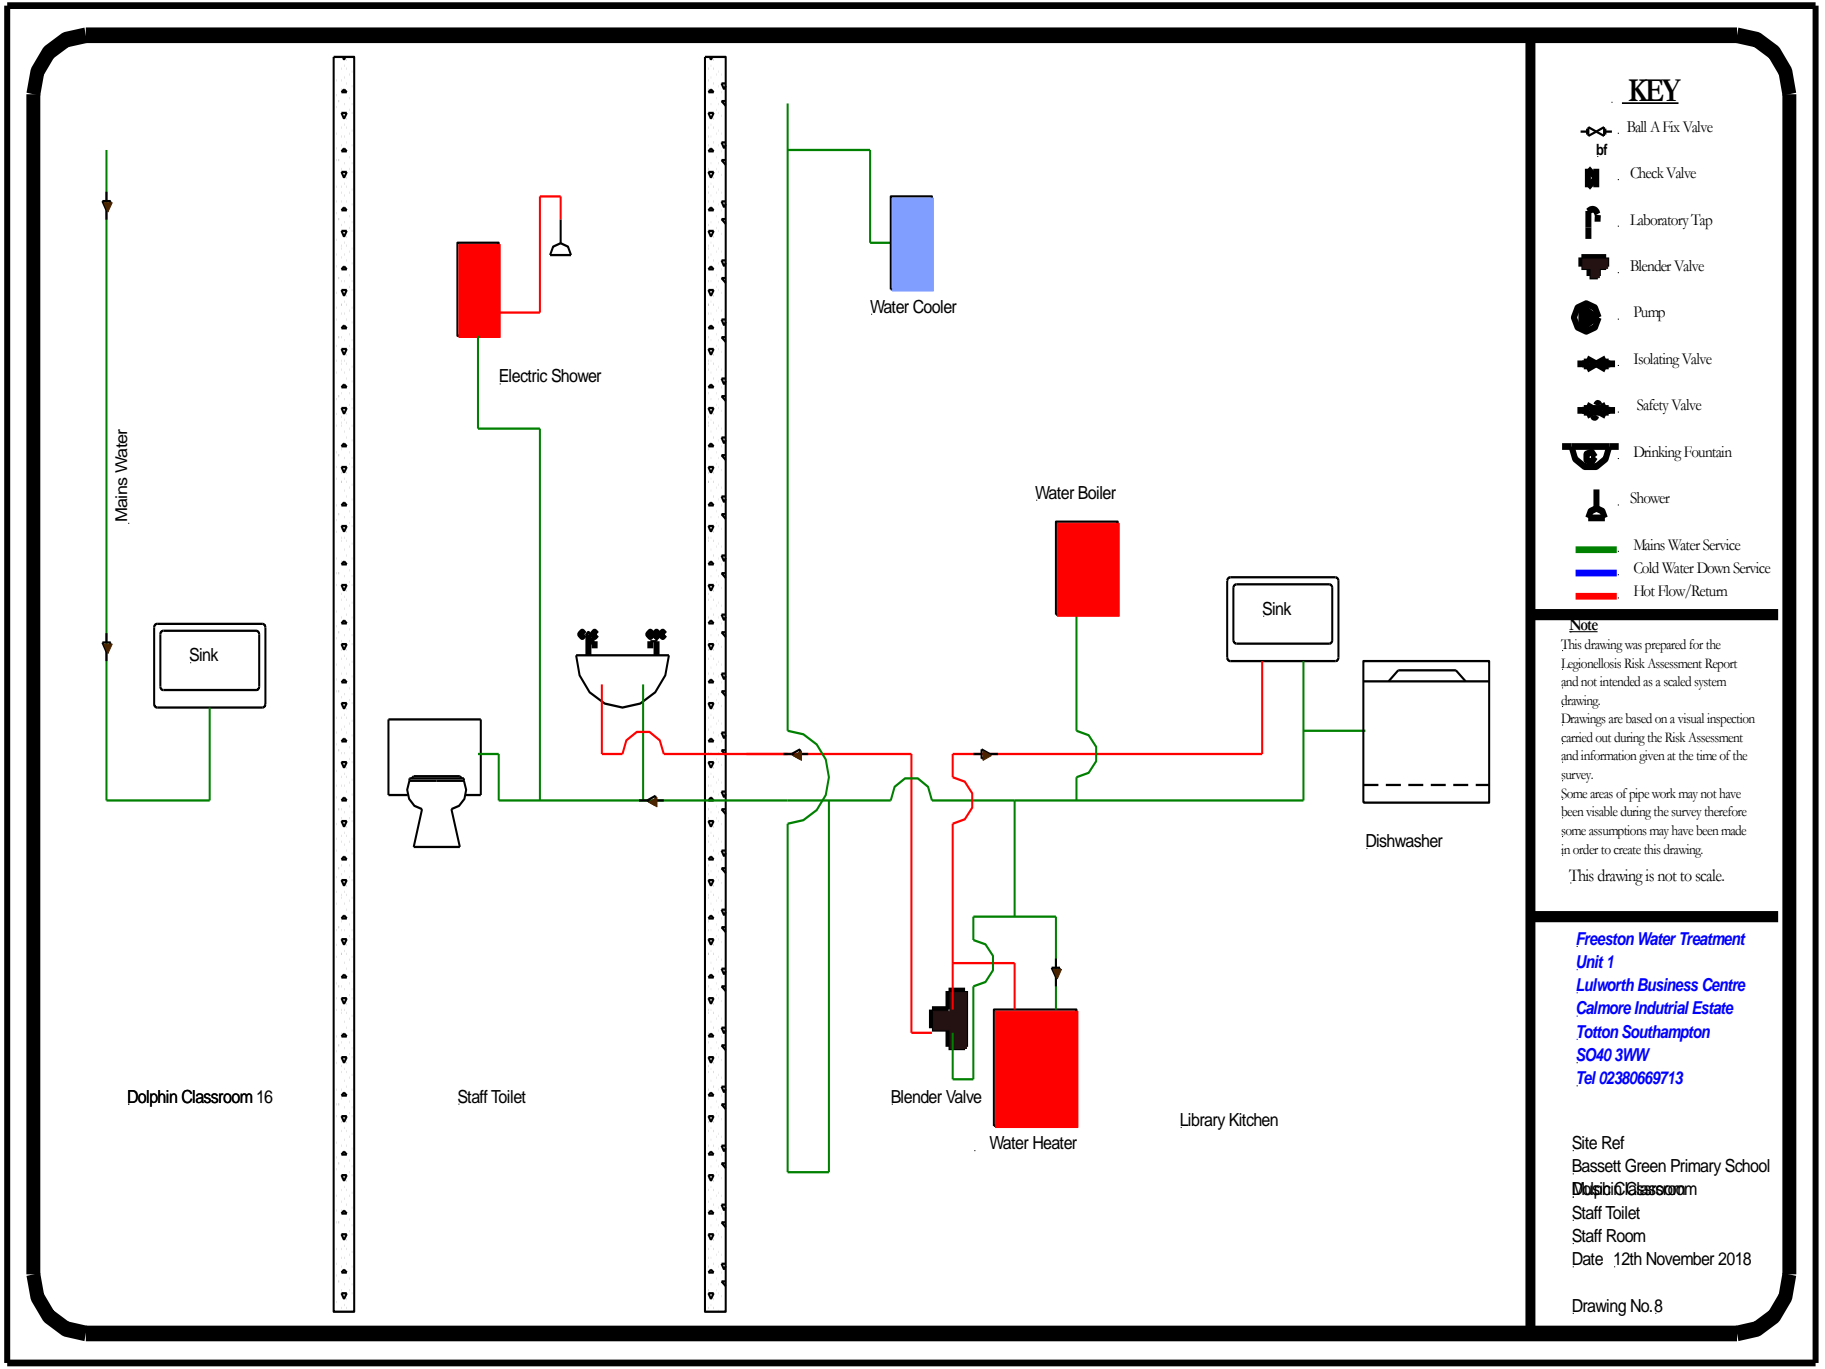 Mains Water
Sink
Dolphin Classroom 16
Electric Shower
Staff Toilet
Water Cooler
Water Boiler
Sink
Dishwasher
Blender Valve
Water Heater
Library Kitchen
KEY
Ball A Fix Valve
bf
Check Valve
Laboratory Tap
Blender Valve
Pump
Isolating Valve
Safety Valve
Drinking Fountain
Shower
Mains Water Service
Cold Water Down Service
Hot Flow/Return
Note
This drawing was prepared for the
Legionellosis Risk Assessment Report
and not intended as a scaled system
drawing.
Drawings are based on a visual inspection
carried out during the Risk Assessment
and information given at the time of the
survey.
Some areas of pipe work may not have
been visable during the survey therefore
some assumptions may have been made
in order to create this drawing.
This drawing is not to scale.
Freeston Water Treatment
Unit 1
Lulworth Business Centre
Calmore Indutrial Estate
Totton Southampton
SO40 3WW
Tel 02380669713
Site Ref
Bassett Green Primary School
Classroom
Staff Toilet
Staff Room
Date 12th November 2018
Drawing No. 8